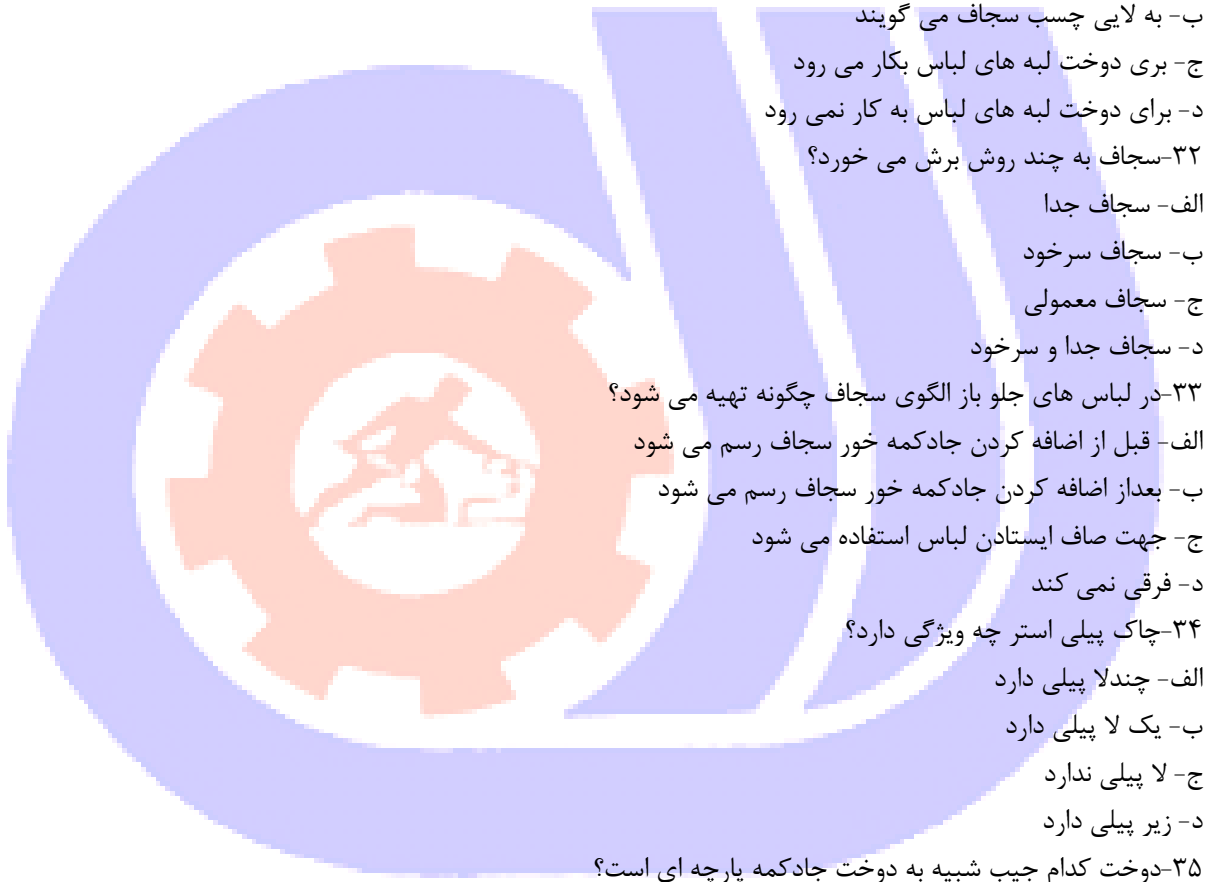 ب- به لایی چسب سجاف می گویند
ج- بری دوخت لبه های لباس بکار می رود
د- برای دوخت لبه های لباس به کار نمی رود
۳۲-سجاف به چند روش برش می خورد؟
الف- سجاف جدا
ب- سجاف سرخود
ج- سجاف معمولی
د- سجاف جدا و سرخود
۳۳-در لباس های جلو باز الگوی سجاف چگونه تهیه می شود؟
الف- قبل از اضافه کردن جادکمه خور سجاف رسم می شود
ب- بعداز اضافه کردن جادکمه خور سجاف رسم می شود
ج- جهت صاف ایستادن لباس استفاده می شود
د- فرقی نمی کند
۳۴-چاک پیلی استر چه ویژگی دارد؟
الف- چندلا پیلی دارد
ب- یک لا پیلی دارد
ج- لا پیلی ندارد
د- زیر پیلی دارد
۳۵-دوخت کدام جیب شبیه به دوخت جادکمه پارچه ای است؟